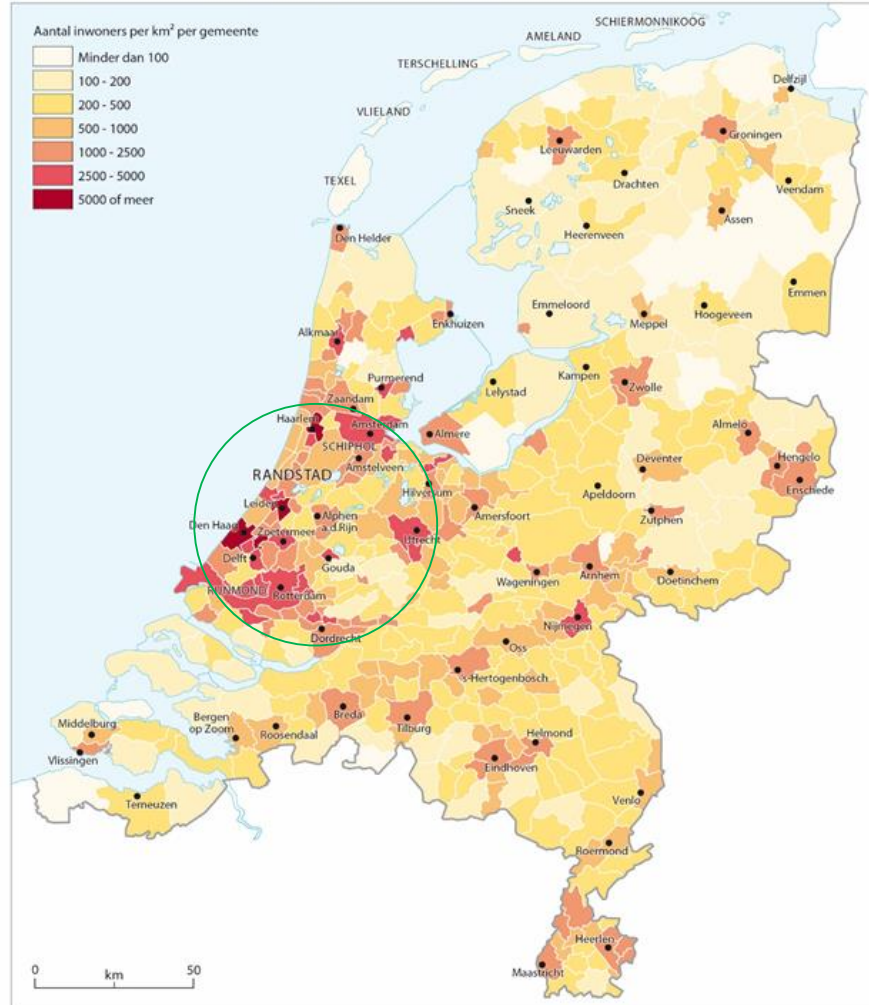 Aantal inwoners per km² per gemeente
Minder dan 100
100 - 200
200 - 500
500 - 1000
1000 - 2500
2500 - 5000
5000 of meer
SCHIERMONNIKOOG
AMELAND
TERSCHELLING
VLIELAND
TEXEL
Delfzijl
Groningen
Leeuwarden
Drachten
Veendam
Sneek
Assen
Heerenveen
Den Helder
Emmen
Emmeloord
Hoogeveen
Meppel
Enkhuizen
Alkmaar
Kampen
Purmerend
Lelystad
Zwolle
Zaandam
Haarlem
Amsterdam
Almere
Almelo
SCHIPHOL
Amstelveen
Deventer
Hengelo
RANDSTAD
Hilversum
Apeldoorn
Enschede
Leiden
Alphen
a.d.Rijn
Amersfoort
Zutphen
Den Haag
Zoetermeer
Utrecht
Delft
Gouda
Wageningen
Arnhem
Doetinchem
RIJNMOND
Rotterdam
Nijmegen
Dordrecht
Oss
's-Hertogenbosch
Middelburg
Bergen
op Zoom
Roosendaal
Breda
Tilburg
Helmond
Vlissingen
Eindhoven
Terneuzen
Venlo
Roermond
Heerlen
Maastricht
0
km
50